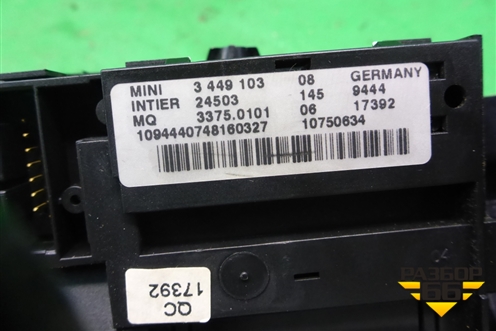 MINI 3 449 103 08 GERMANY
INTIER 24503 145 9444
MQ 3375.0101 06 17392
1094440748160327 10750634
QC
17392
РАЗБОР
66